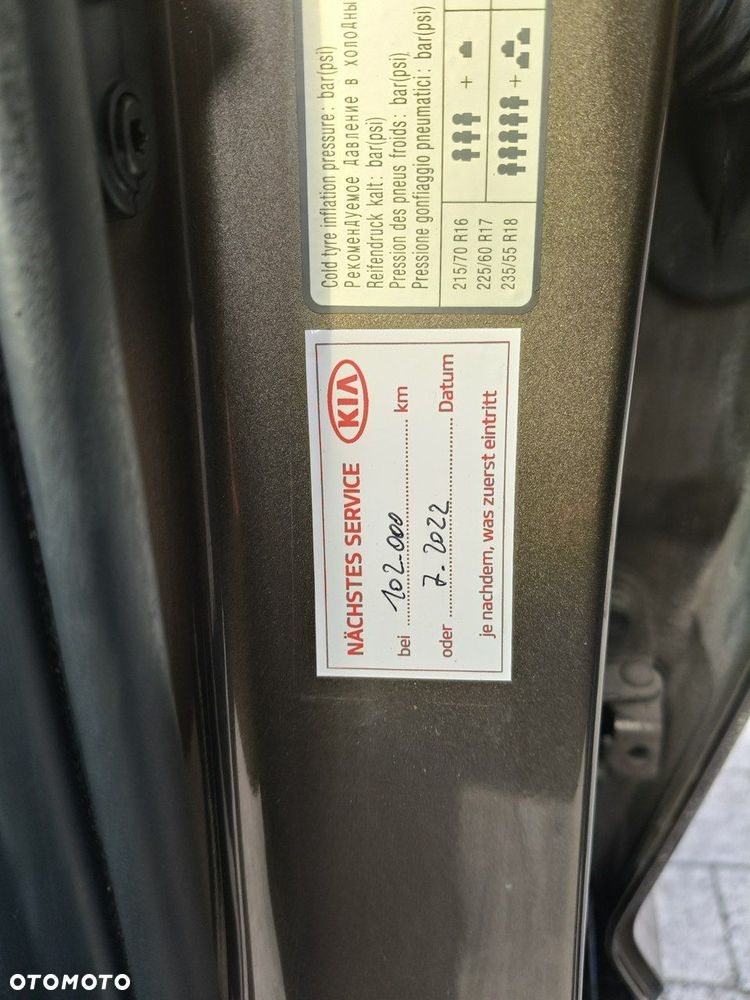 Cold tyre inflation pressure: bar(psi)
Рекомендуемое давление в холодны
Reifendruck kalt: bar(psi)
Pression des pneus froids: bar(psi)
Pressione gonfiaggio pneumatici: bar(psi)
+ +
215/70 R16
225/60 R17
235/55 R18
NÄCHSTES SERVICE KIA
bei 102.000 km
oder 7.2022 Datum
je nachdem, was zuerst eintritt
OTOMOTO